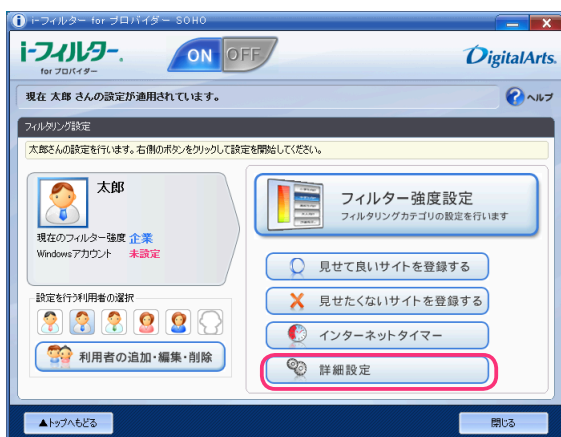 i-フィルター for プロバイダー SOHO
i-フィルター.
for プロバイダー
ON OFF
DigitalArts.
現在 太郎 さんの設定が適用されています。
ヘルプ
フィルタリング設定
太郎さんの設定を行います。右側のボタンをクリックして設定を開始してください。
太郎
現在のフィルター強度 企業
Windowsアカウント 未設定
設定を行う利用者の選択
利用者の追加・編集・削除
フィルター強度設定
フィルタリングカテゴリの設定を行います
見せて良いサイトを登録する
見せたくないサイトを登録する
インターネットタイマー
詳細設定
▲トップへもどる
閉じる